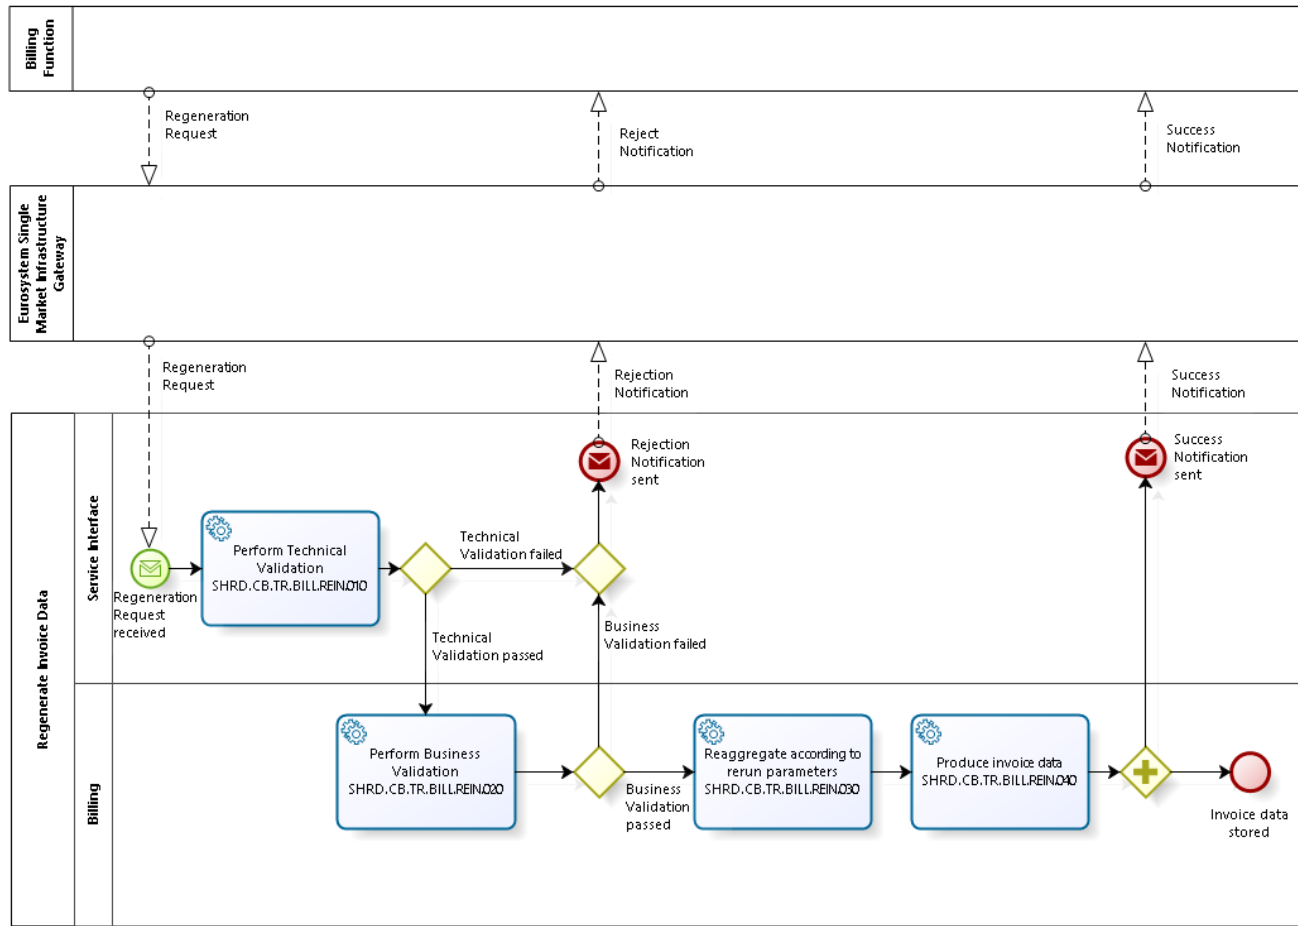 Billing
Function
Regeneration
Request
Reject
Notification
Success
Notification
Eurosystem Single
Market Infrastructure
Gateway
Regeneration
Request
Rejection
Notification
Success
Notification
Regenerate Invoice Data
Service Interface
Rejection
Notification
sent
Success
Notification
sent
Regeneration
Request
received
Perform Technical
Validation
SHRD.CB.TR.BILL.REIN.010
Technical
Validation failed
Technical
Validation passed
Business
Validation failed
Billing
Perform Business
Validation
SHRD.CB.TR.BILL.REIN.020
Business
Validation
passed
Reaggregate according to
rerun parameters
SHRD.CB.TR.BILL.REIN.030
Produce invoice data
SHRD.CB.TR.BILL.REIN.040
Invoice data
stored